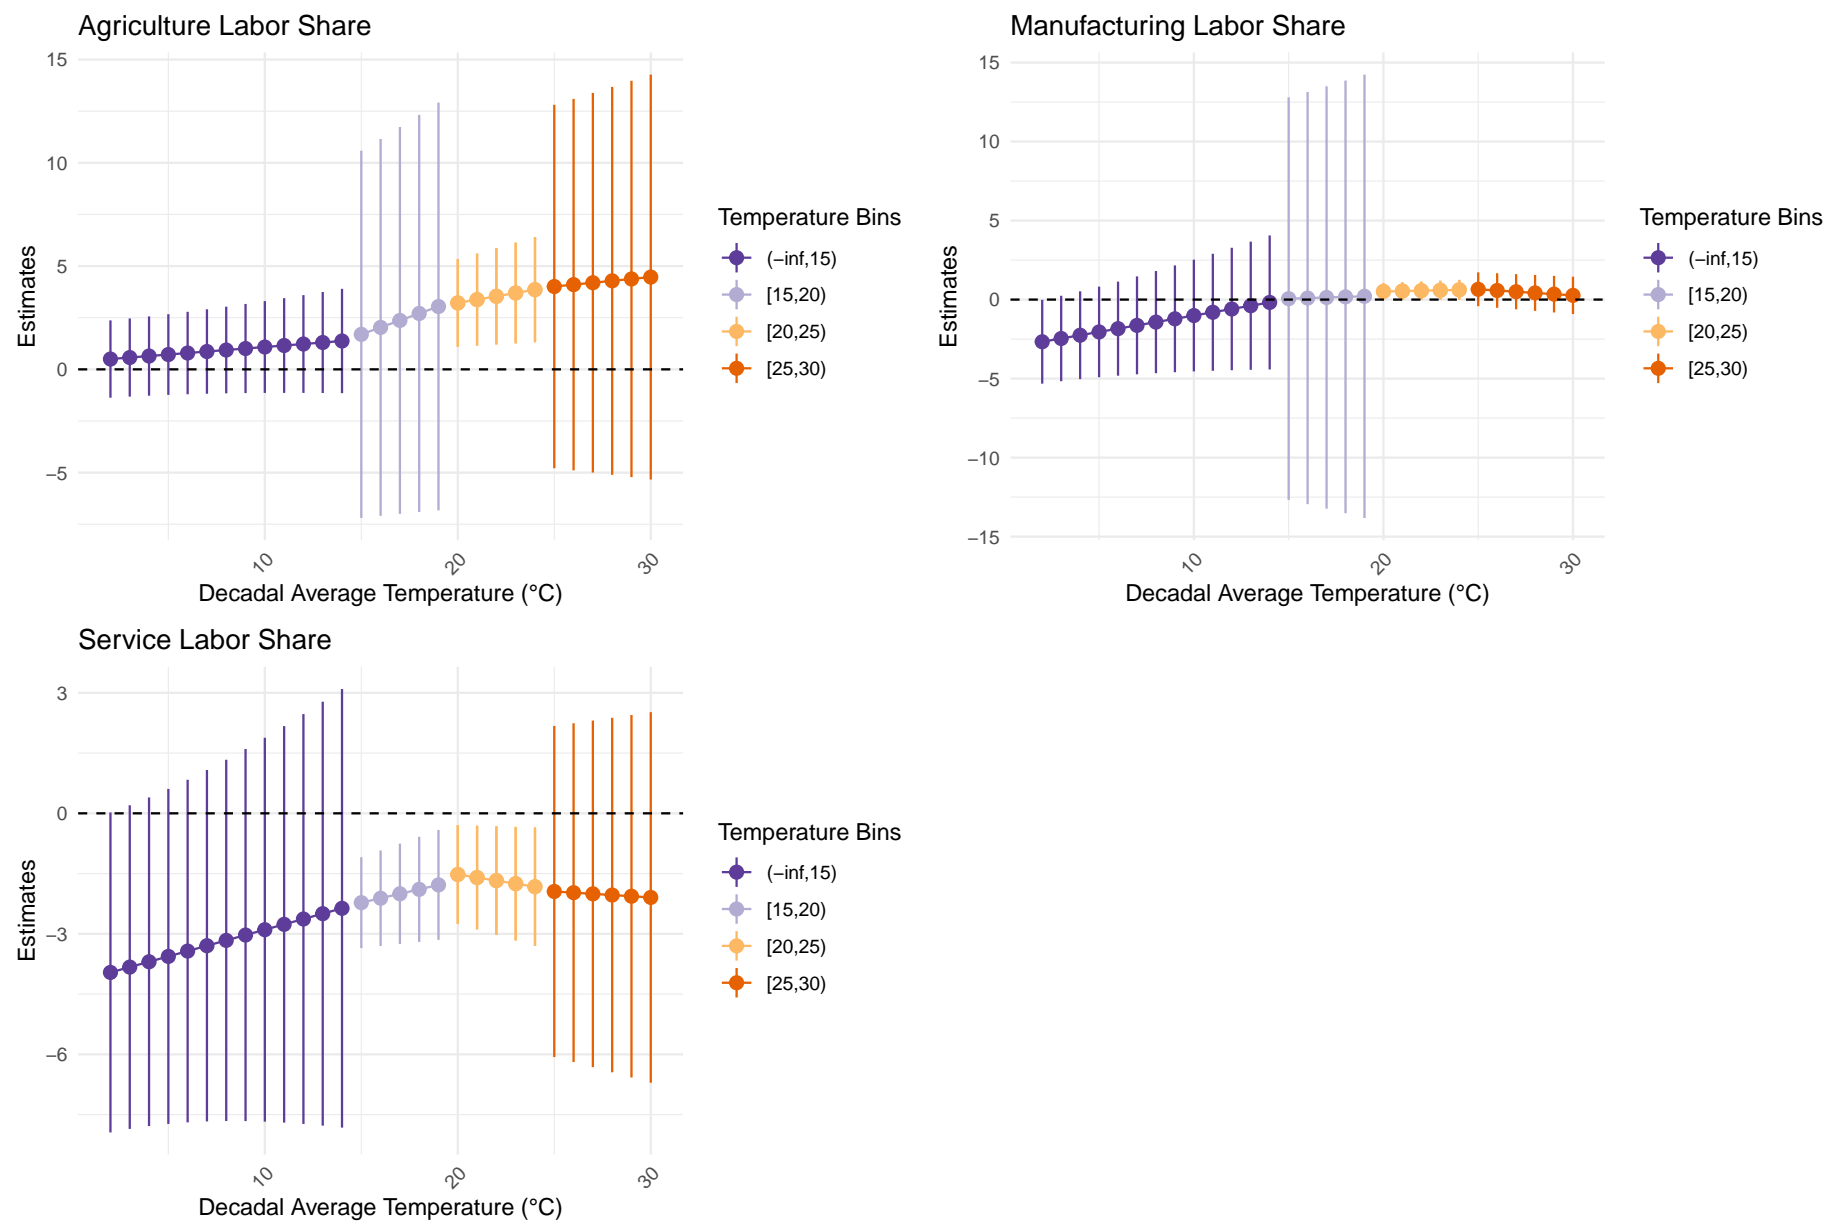 Agriculture Labor Share
15
10
5
0
−5
Estimates
10
20
30
Decadal Average Temperature (°C)
Temperature Bins
(−inf,15)
[15,20)
[20,25)
[25,30)
Manufacturing Labor Share
15
10
5
0
−5
−10
−15
Estimates
10
20
30
Decadal Average Temperature (°C)
Temperature Bins
(−inf,15)
[15,20)
[20,25)
[25,30)
Service Labor Share
3
0
−3
−6
Estimates
10
20
30
Decadal Average Temperature (°C)
Temperature Bins
(−inf,15)
[15,20)
[20,25)
[25,30)